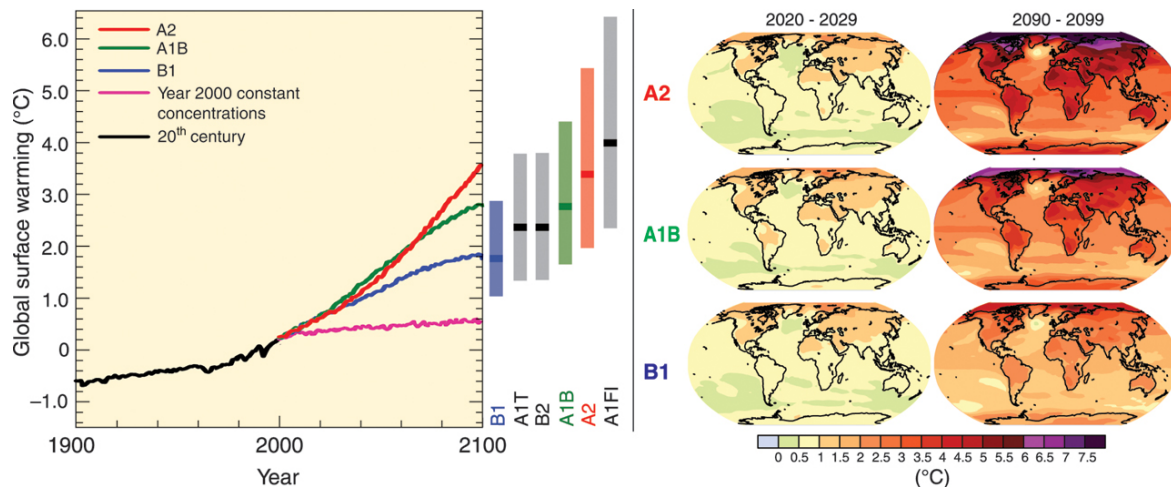 6.0
5.0
4.0
3.0
2.0
1.0
0
–1.0
Global surface warming (°C)
A2
A1B
B1
Year 2000 constant
concentrations
20th century
1900
2000
2100
Year
B1
A1T
B2
A1B
A2
A1FI
2020 - 2029
2090 - 2099
A2
A1B
B1
0 0.5 1 1.5 2 2.5 3 3.5 4 4.5 5 5.5 6 6.5 7 7.5
(°C)